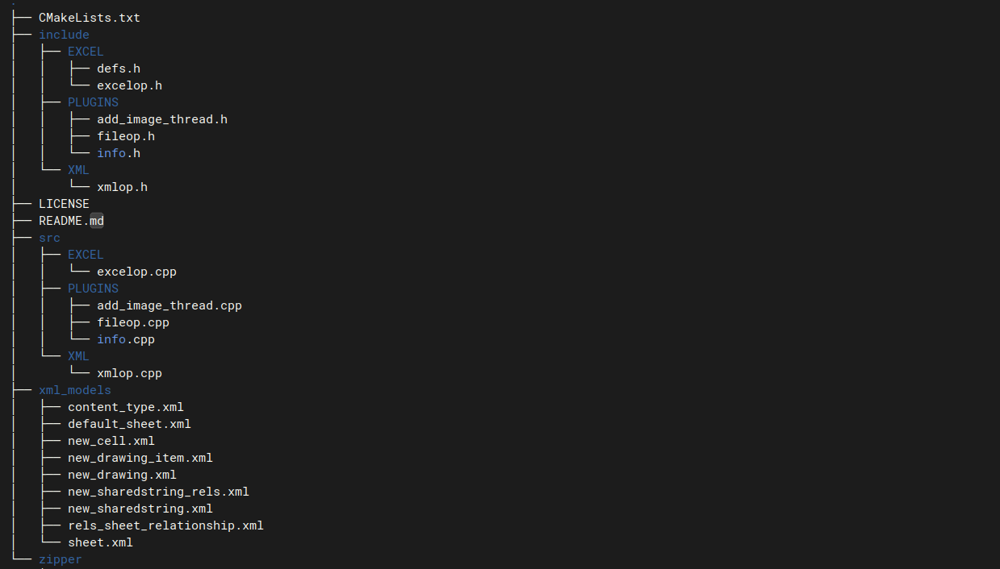 .
├── CMakeLists.txt
├── include
│   ├── EXCEL
│   │   ├── defs.h
│   │   └── excelop.h
│   ├── PLUGINS
│   │   ├── add_image_thread.h
│   │   ├── fileop.h
│   │   └── info.h
│   └── XML
│       └── xmlop.h
├── LICENSE
├── README.md
├── src
│   ├── EXCEL
│   │   └── excelop.cpp
│   ├── PLUGINS
│   │   ├── add_image_thread.cpp
│   │   ├── fileop.cpp
│   │   └── info.cpp
│   └── XML
│       └── xmlop.cpp
├── xml_models
│   ├── content_type.xml
│   ├── default_sheet.xml
│   ├── new_cell.xml
│   ├── new_drawing_item.xml
│   ├── new_drawing.xml
│   ├── new_sharedstring_rels.xml
│   ├── new_sharedstring.xml
│   ├── rels_sheet_relationship.xml
│   └── sheet.xml
└── zipper